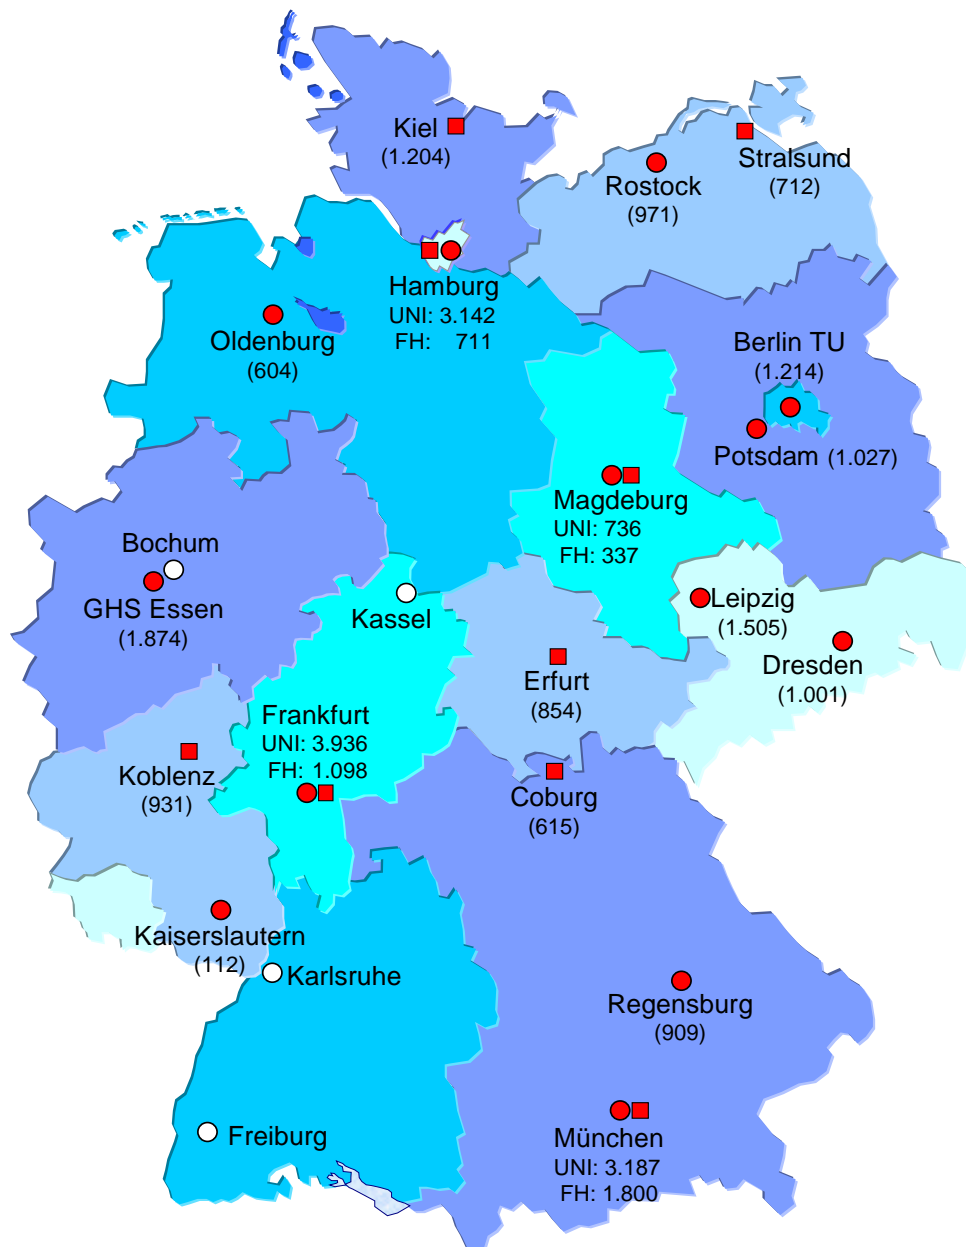 Kiel
(1.204)
Stralsund
(712)
Rostock
(971)
Hamburg
UNI: 3.142
FH: 711
Oldenburg
(604)
Berlin TU
(1.214)
Potsdam (1.027)
Magdeburg
UNI: 736
FH: 337
Bochum
GHS Essen
(1.874)
Kassel
Leipzig
(1.505)
Dresden
(1.001)
Erfurt
(854)
Frankfurt
UNI: 3.936
FH: 1.098
Koblenz
(931)
Coburg
(615)
Kaiserslautern
(112)
Karlsruhe
Regensburg
(909)
Freiburg
München
UNI: 3.187
FH: 1.800